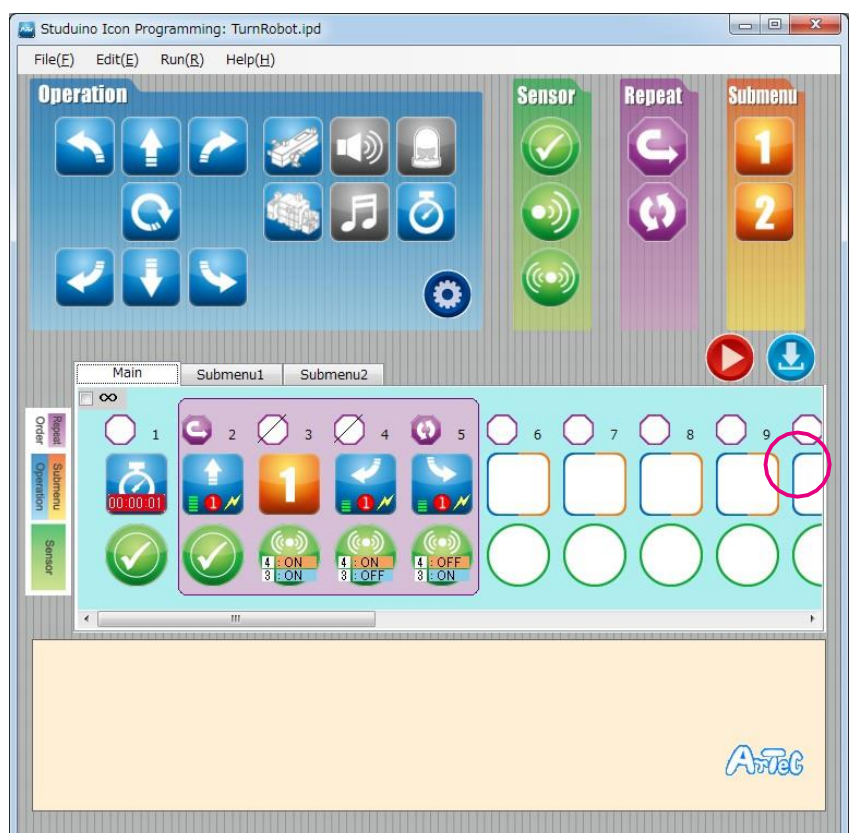 Studuino Icon Programming: TurnRobot.ipd
File(F) Edit(E) Run(R) Help(H)
Operation
Sensor
Repeat
Submenu
1
2
Main Submenu1 Submenu2
∞
Repeat
Order
Submenu
Operation
Sensor
1 2 3 4 5 6 7 8 9
00:00:01 1 1 1 1
4 : ON 4 : ON 4 : OFF
3 : ON 3 : OFF 3 : ON
ArTeC